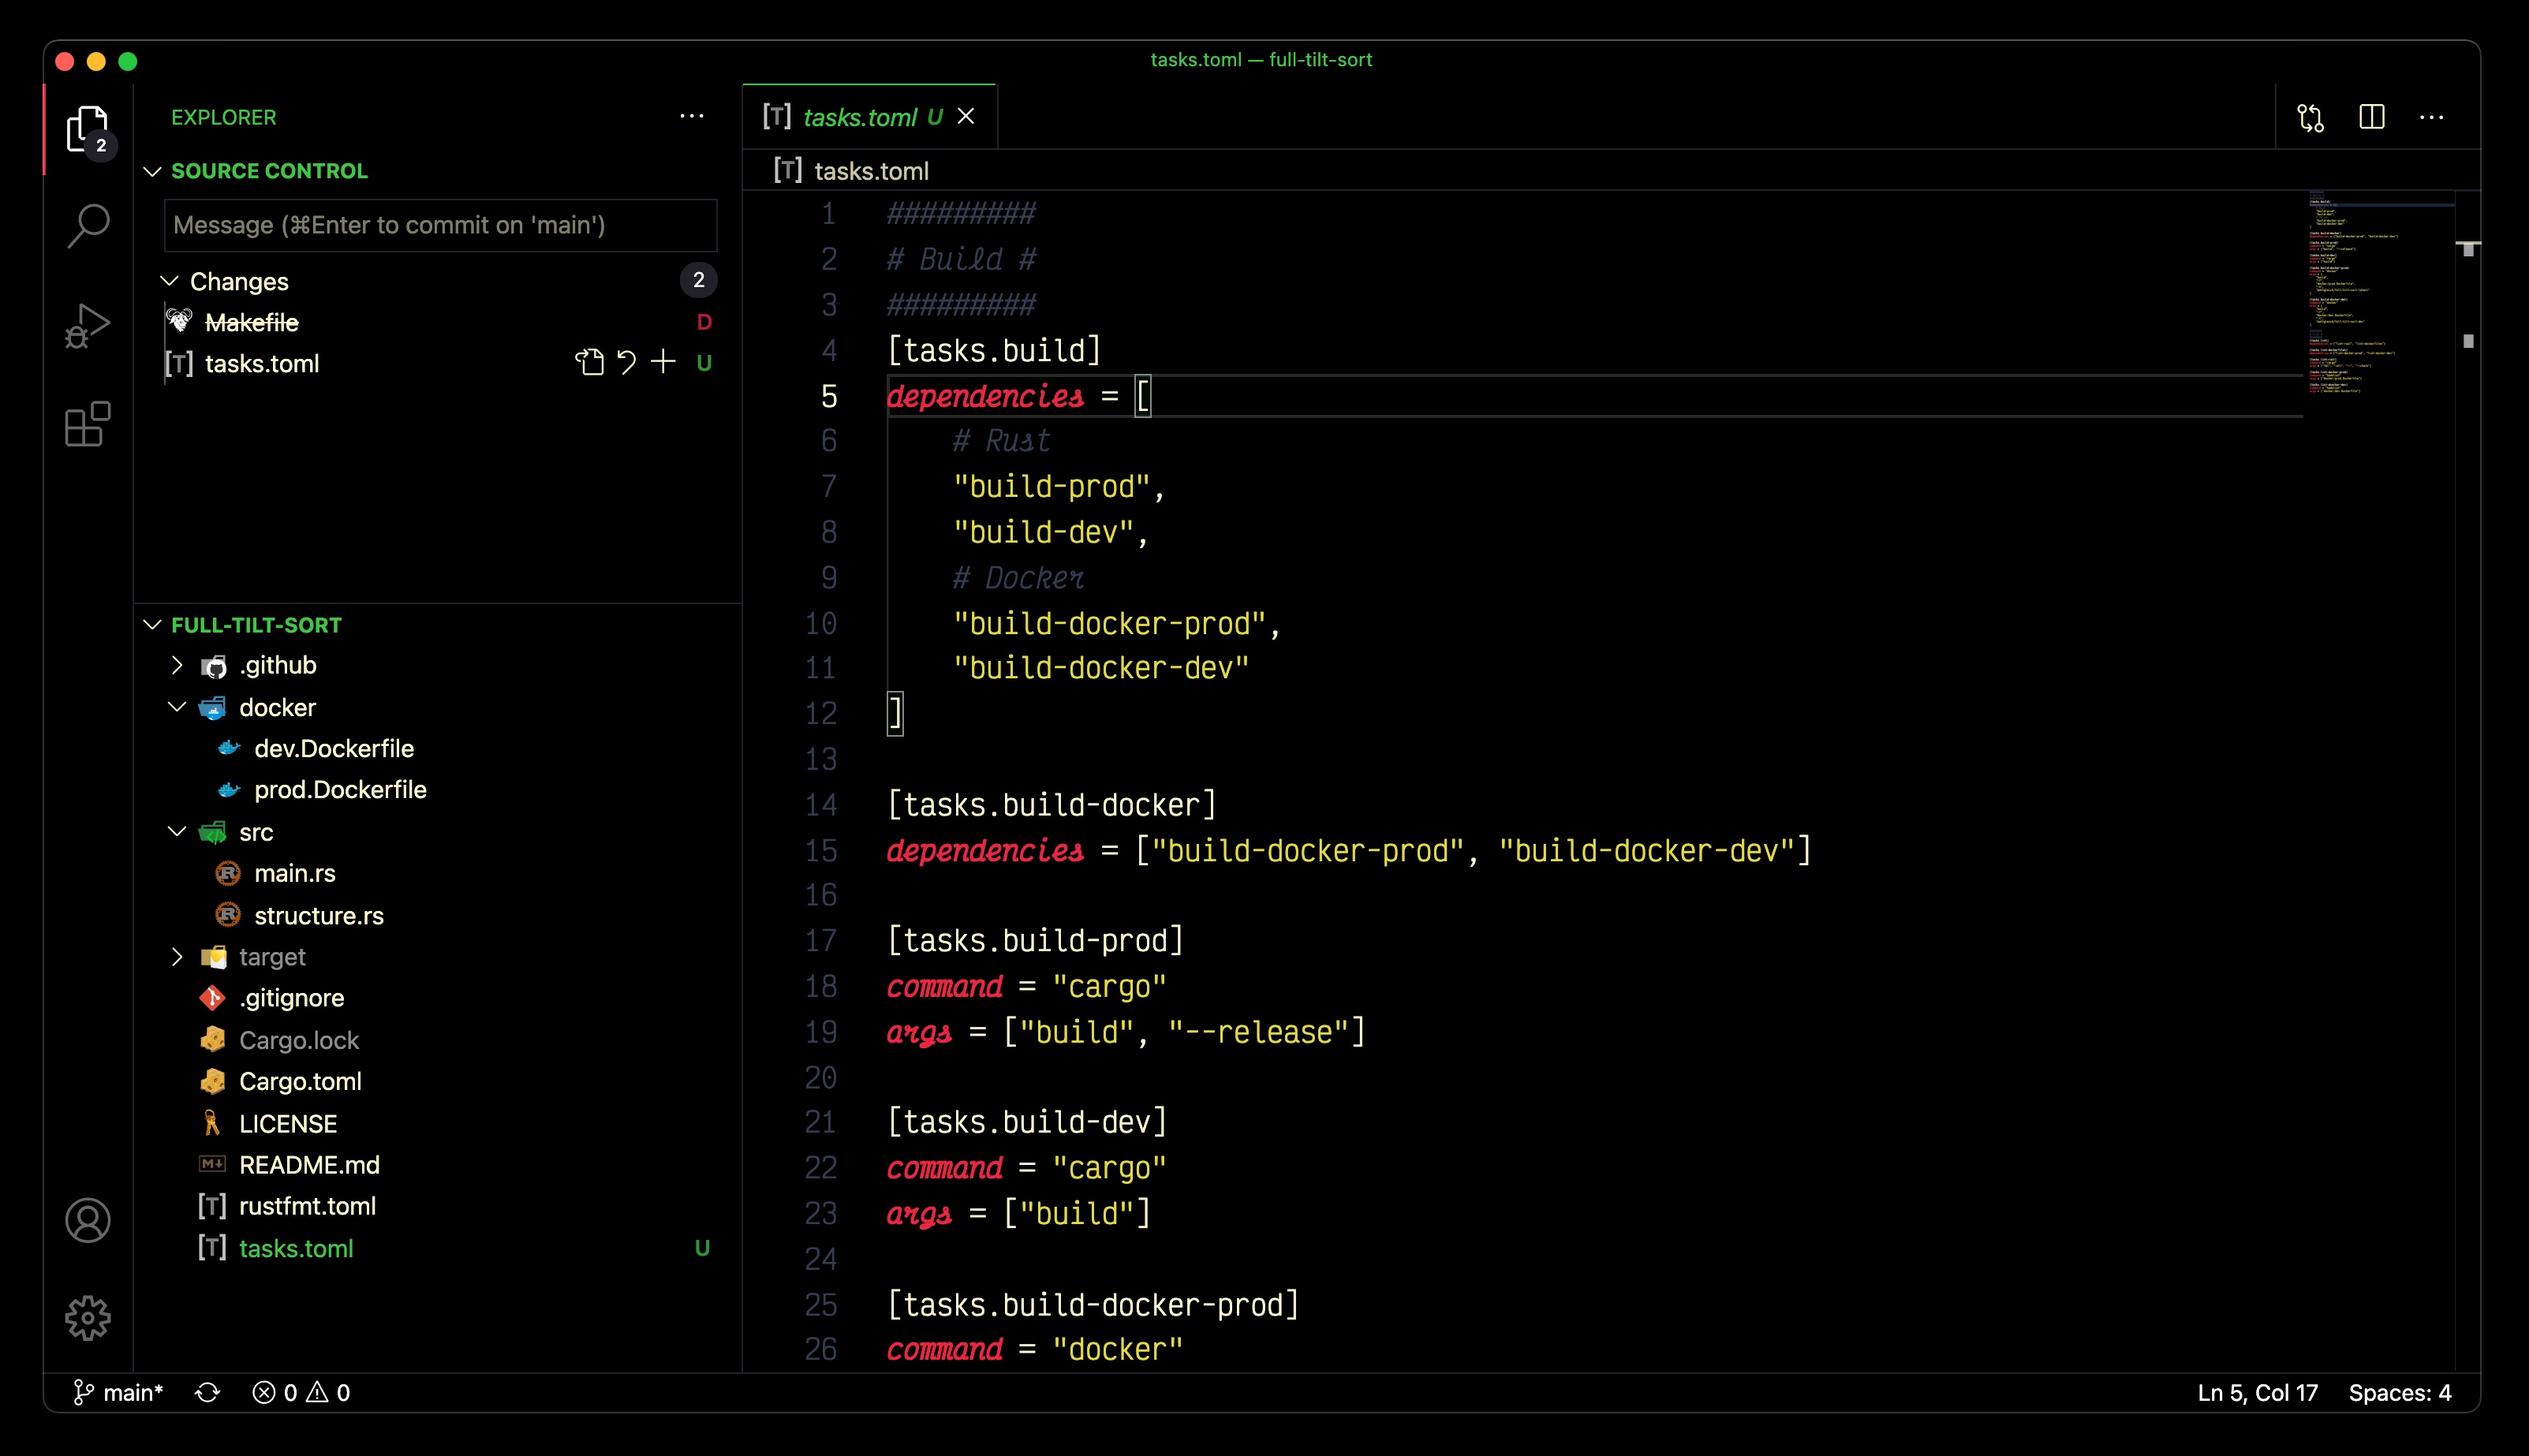 tasks.toml — full-tilt-sort
EXPLORER
2
SOURCE CONTROL
Message (⌘Enter to commit on 'main')
Changes 2
Makefile D
[T] tasks.toml U
FULL-TILT-SORT
.github
docker
dev.Dockerfile
prod.Dockerfile
src
main.rs
structure.rs
target
.gitignore
Cargo.lock
Cargo.toml
LICENSE
README.md
[T] rustfmt.toml
[T] tasks.toml U
[T] tasks.toml U
[T] tasks.toml
1 #########
2 # Build #
3 #########
4 [tasks.build]
5 dependencies = [
6     # Rust
7     "build-prod",
8     "build-dev",
9     # Docker
10     "build-docker-prod",
11     "build-docker-dev"
12 ]
13
14 [tasks.build-docker]
15 dependencies = ["build-docker-prod", "build-docker-dev"]
16
17 [tasks.build-prod]
18 command = "cargo"
19 args = ["build", "--release"]
20
21 [tasks.build-dev]
22 command = "cargo"
23 args = ["build"]
24
25 [tasks.build-docker-prod]
26 command = "docker"
main* 0 0 Ln 5, Col 17 Spaces: 4